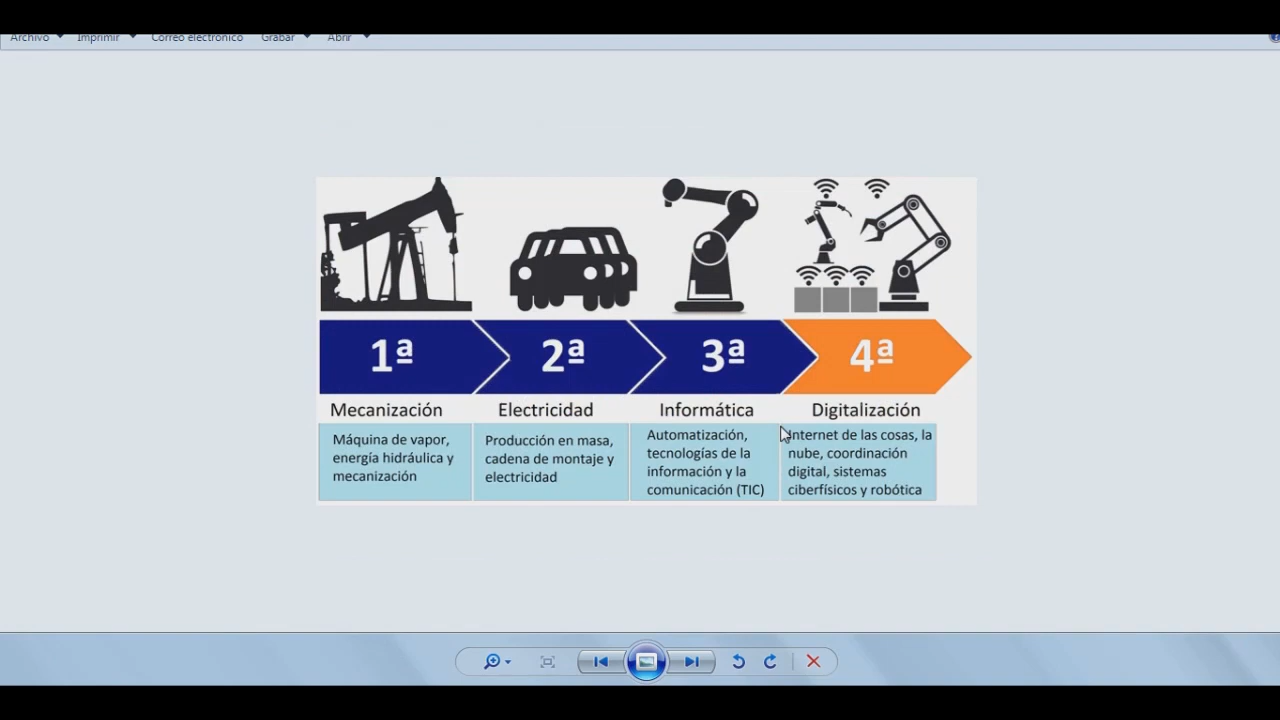 Archivo Imprimir Correo electrónico Grabar Abrir
1ª 2ª 3ª 4ª
Mecanización
Máquina de vapor,
energía hidráulica y
mecanización
Electricidad
Producción en masa,
cadena de montaje y
electricidad
Informática
Automatización,
tecnologías de la
información y la
comunicación (TIC)
Digitalización
Internet de las cosas, la
nube, coordinación
digital, sistemas
ciberfísicos y robótica